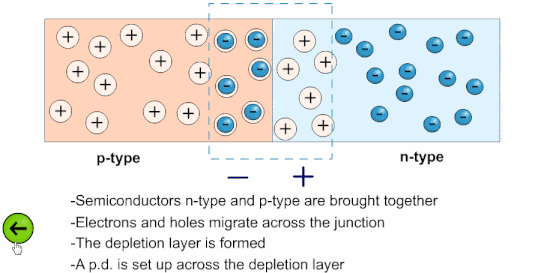 p-type
n-type
− +
-Semiconductors n-type and p-type are brought together
-Electrons and holes migrate across the junction
-The depletion layer is formed
-A p.d. is set up across the depletion layer